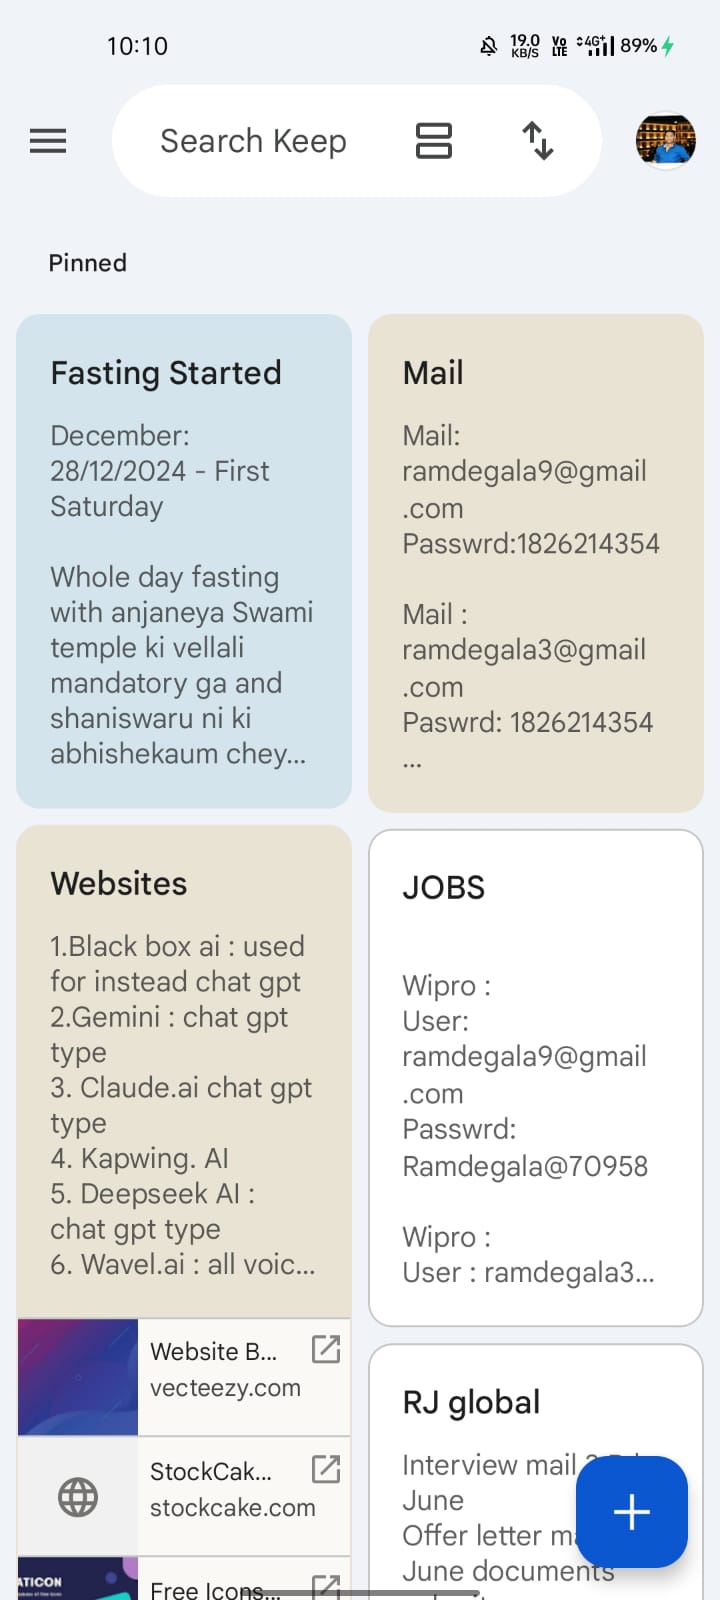 10:10
19.0 KB/S Vo LTE 4G+ 89%
Search Keep
Pinned
Fasting Started
December:
28/12/2024 - First
Saturday
Whole day fasting
with anjaneya Swami
temple ki vellali
mandatory ga and
shaniswaru ni ki
abhishekaum chey...
Mail
Mail:
ramdegala9@gmail
.com
Passwrd:1826214354
Mail :
ramdegala3@gmail
.com
Paswrd: 1826214354
...
Websites
1.Black box ai : used
for instead chat gpt
2.Gemini : chat gpt
type
3. Claude.ai chat gpt
type
4. Kapwing. AI
5. Deepseek AI :
chat gpt type
6. Wavel.ai : all voic...
Website B...
vecteezy.com
StockCak...
stockcake.com
ATICON
Free Icons...
JOBS
Wipro :
User:
ramdegala9@gmail
.com
Passwrd:
Ramdegala@70958
Wipro :
User : ramdegala3...
RJ global
Interview mail
June
Offer letter
June documents